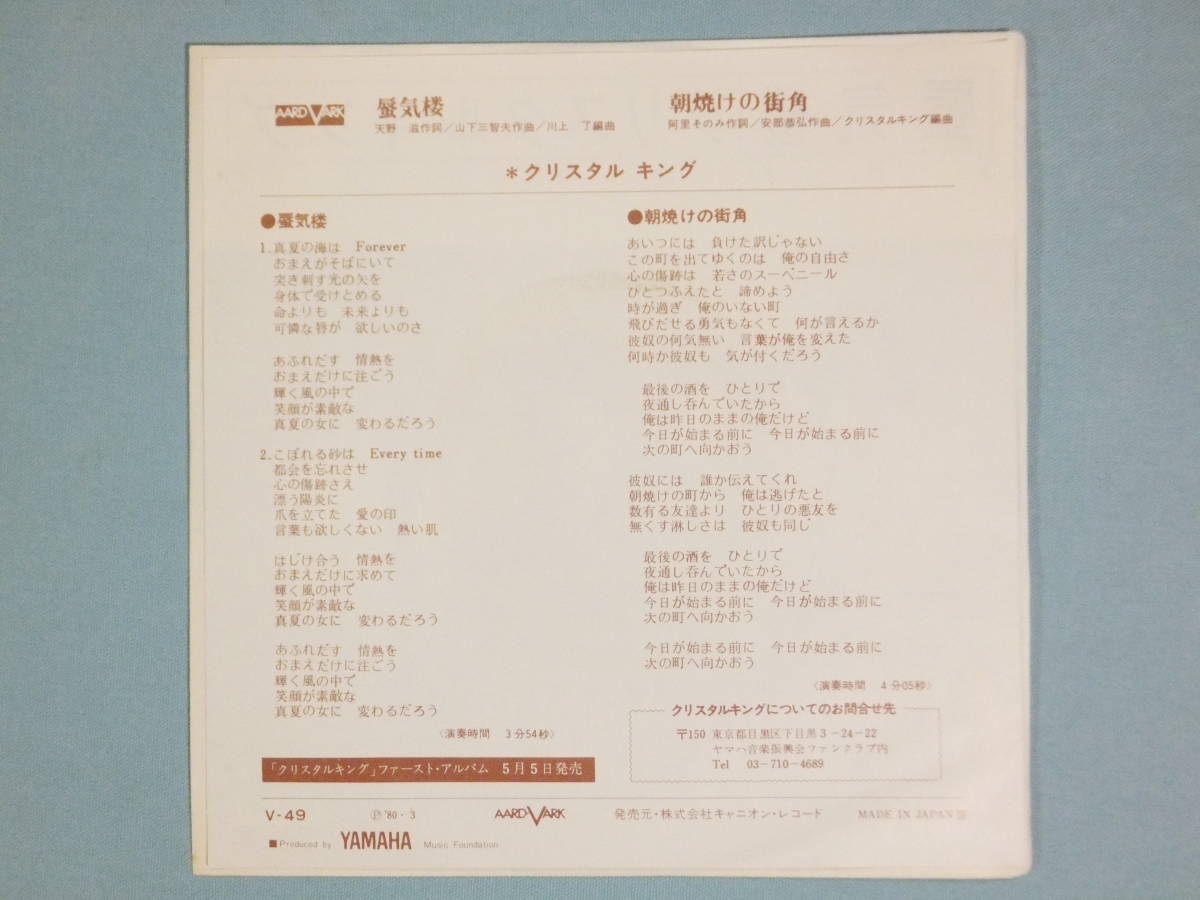 AARDVARK
蜃気楼
天野 滋作詞/山下三智夫作曲/川上 了編曲
朝焼けの街角
阿里そのみ作詞/安部恭弘作曲/クリスタルキング編曲
*クリスタル キング
●蜃気楼
1.真夏の海は Forever
おまえがそばにいて
突き刺す光の矢を
身体で受けとめる
命よりも 未来よりも
可憐な唇が 欲しいのさ
あふれだす 情熱を
おまえだけに注ごう
輝く風の中で
笑顔が素敵な
真夏の女に 変わるだろう
2.こぼれる砂は Every time
都会を忘れさせ
心の傷跡さえ
漂う陽炎に
爪を立てた 愛の印
言葉も欲しくない 熱い肌
はじけ合う 情熱を
おまえだけに求めて
輝く風の中で
笑顔が素敵な
真夏の女に 変わるだろう
あふれだす 情熱を
おまえだけに注ごう
輝く風の中で
笑顔が素敵な
真夏の女に 変わるだろう
〈演奏時間 3分54秒〉
「クリスタルキング」ファースト・アルバム 5月5日発売
●朝焼けの街角
あいつには 負けた訳じゃない
この町を出てゆくのは 俺の自由さ
心の傷跡は 若さのスーベニール
ひとつふえたと 諦めよう
時が過ぎ 俺のいない町
飛びだせる勇気もなくて 何が言えるか
彼奴の何気無い 言葉が俺を変えた
何時か彼奴も 気が付くだろう
最後の酒を ひとりで
夜通し呑んでいたから
俺は昨日のままの俺だけど
今日が始まる前に 今日が始まる前に
次の町へ向かおう
彼奴には 誰か伝えてくれ
朝焼けの町から 俺は逃げたと
数有る友達より ひとりの悪友を
無くす淋しさは 彼奴も同じ
最後の酒を ひとりで
夜通し呑んでいたから
俺は昨日のままの俺だけど
今日が始まる前に 今日が始まる前に
次の町へ向かおう
今日が始まる前に 今日が始まる前に
次の町へ向かおう
〈演奏時間 4分05秒〉
クリスタルキングについてのお問合せ先
〒150 東京都目黒区下目黒3-24-22
ヤマハ音楽振興会ファンクラブ内
Tel 03-710-4689
V-49 Ⓟ'80・3 AARDVARK 発売元・株式会社キャニオン・レコード MADE IN JAPAN
■Produced by YAMAHA Music Foundation